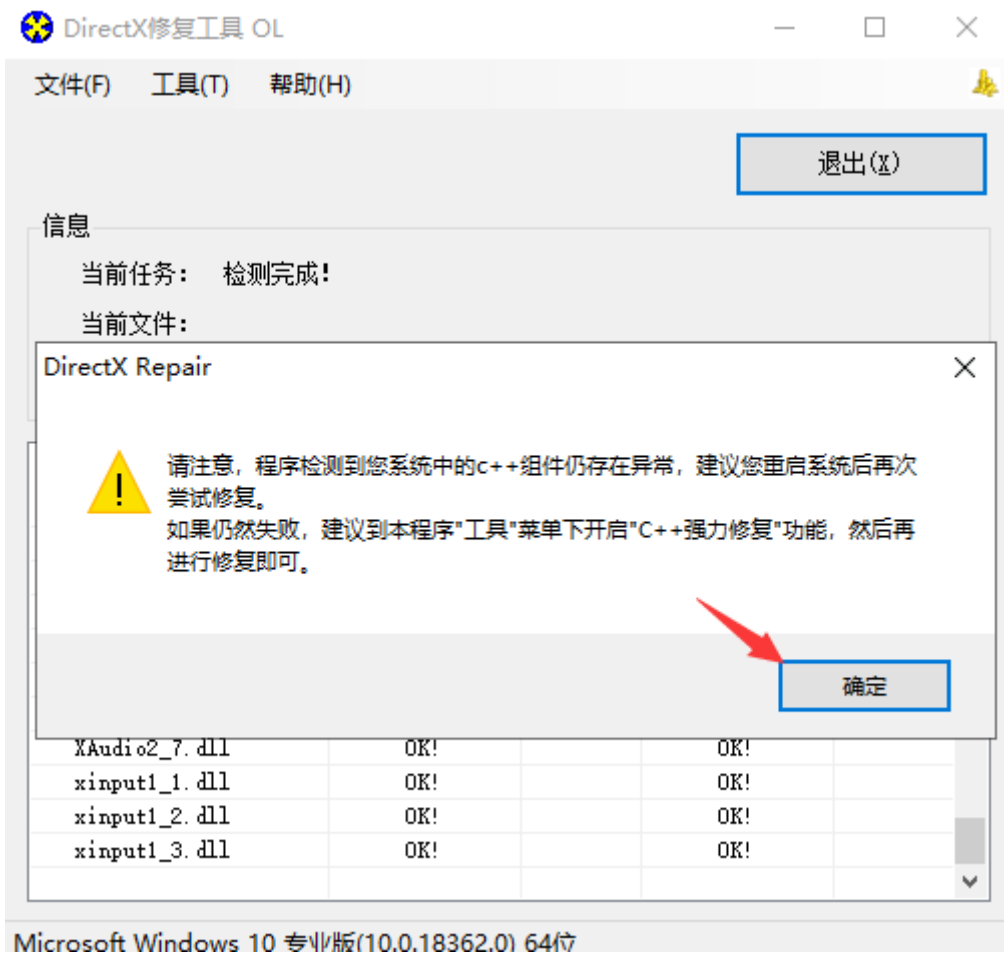 DirectX修复工具 OL
文件(F) 工具(T) 帮助(H)
退出(X)
信息
当前任务： 检测完成!
当前文件：
DirectX Repair
请注意，程序检测到您系统中的c++组件仍存在异常，建议您重启系统后再次
尝试修复。
如果仍然失败，建议到本程序"工具"菜单下开启"C++强力修复"功能，然后再
进行修复即可。
确定
XAudio2_7.dll OK! OK!
xinput1_1.dll OK! OK!
xinput1_2.dll OK! OK!
xinput1_3.dll OK! OK!
Microsoft Windows 10 专业版(10.0.18362.0) 64位